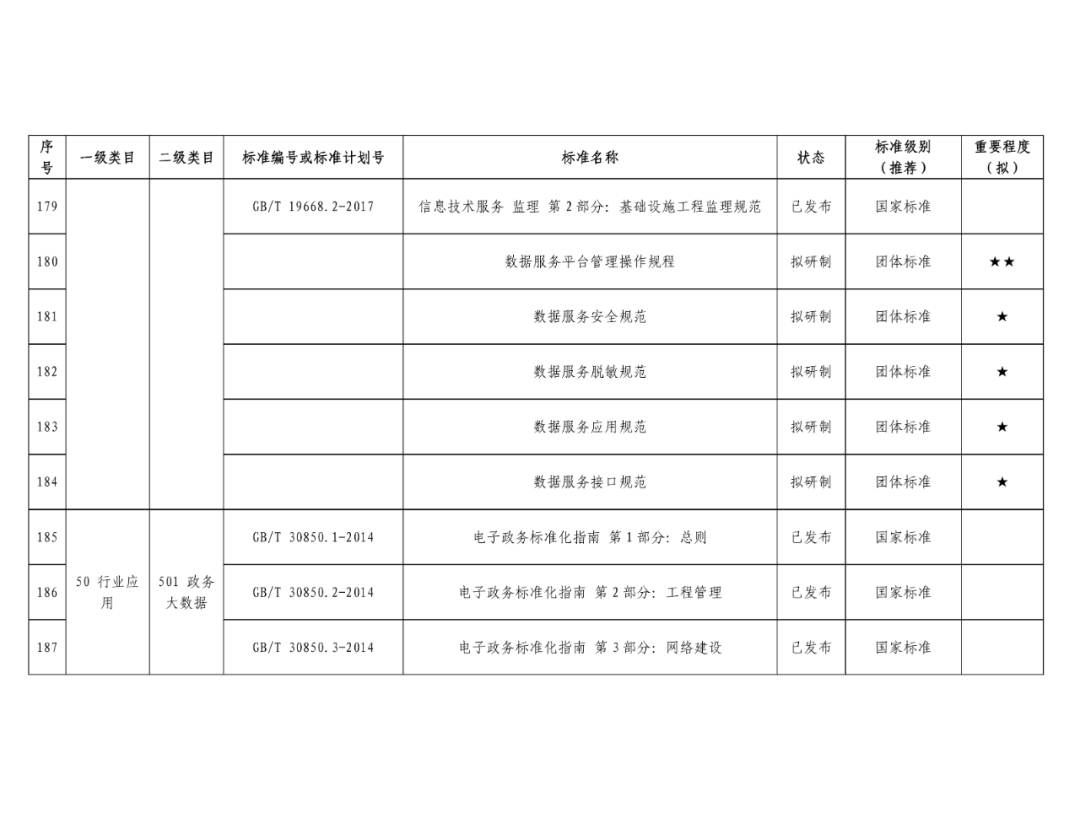 序号 一级类目 二级类目 标准编号或标准计划号 标准名称 状态 标准级别（推荐） 重要程度（拟）
179 GB/T 19668.2-2017 信息技术服务 监理 第2部分：基础设施工程监理规范 已发布 国家标准
180 数据服务平台管理操作规程 拟研制 团体标准 ★★
181 数据服务安全规范 拟研制 团体标准 ★
182 数据服务脱敏规范 拟研制 团体标准 ★
183 数据服务应用规范 拟研制 团体标准 ★
184 数据服务接口规范 拟研制 团体标准 ★
185 GB/T 30850.1-2014 电子政务标准化指南 第1部分：总则 已发布 国家标准
186 50 行业应用 501 政务大数据 GB/T 30850.2-2014 电子政务标准化指南 第2部分：工程管理 已发布 国家标准
187 GB/T 30850.3-2014 电子政务标准化指南 第3部分：网络建设 已发布 国家标准